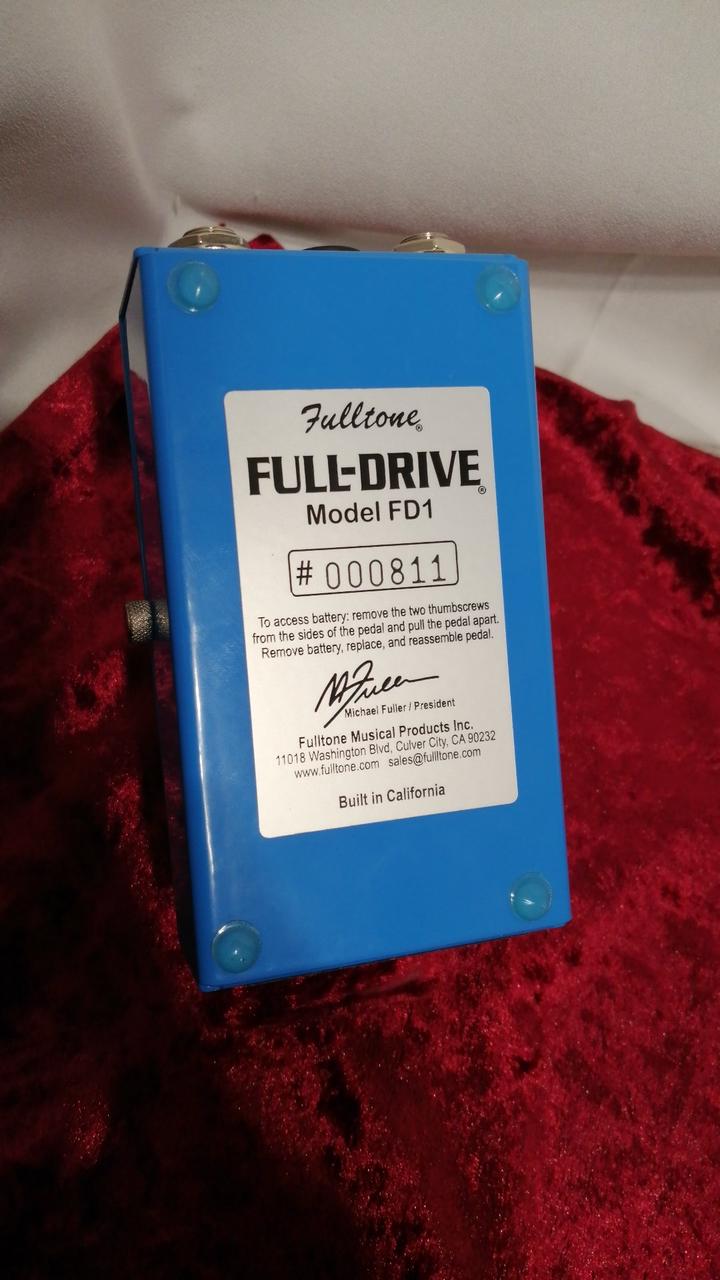 Fulltone®
FULL-DRIVE®
Model FD1
# 000811
To access battery: remove the two thumbscrews
from the sides of the pedal and pull the pedal apart.
Remove battery, replace, and reassemble pedal.
Michael Fuller / President
Fulltone Musical Products Inc.
11018 Washington Blvd, Culver City, CA 90232
www.fulltone.com sales@fullltone.com
Built in California